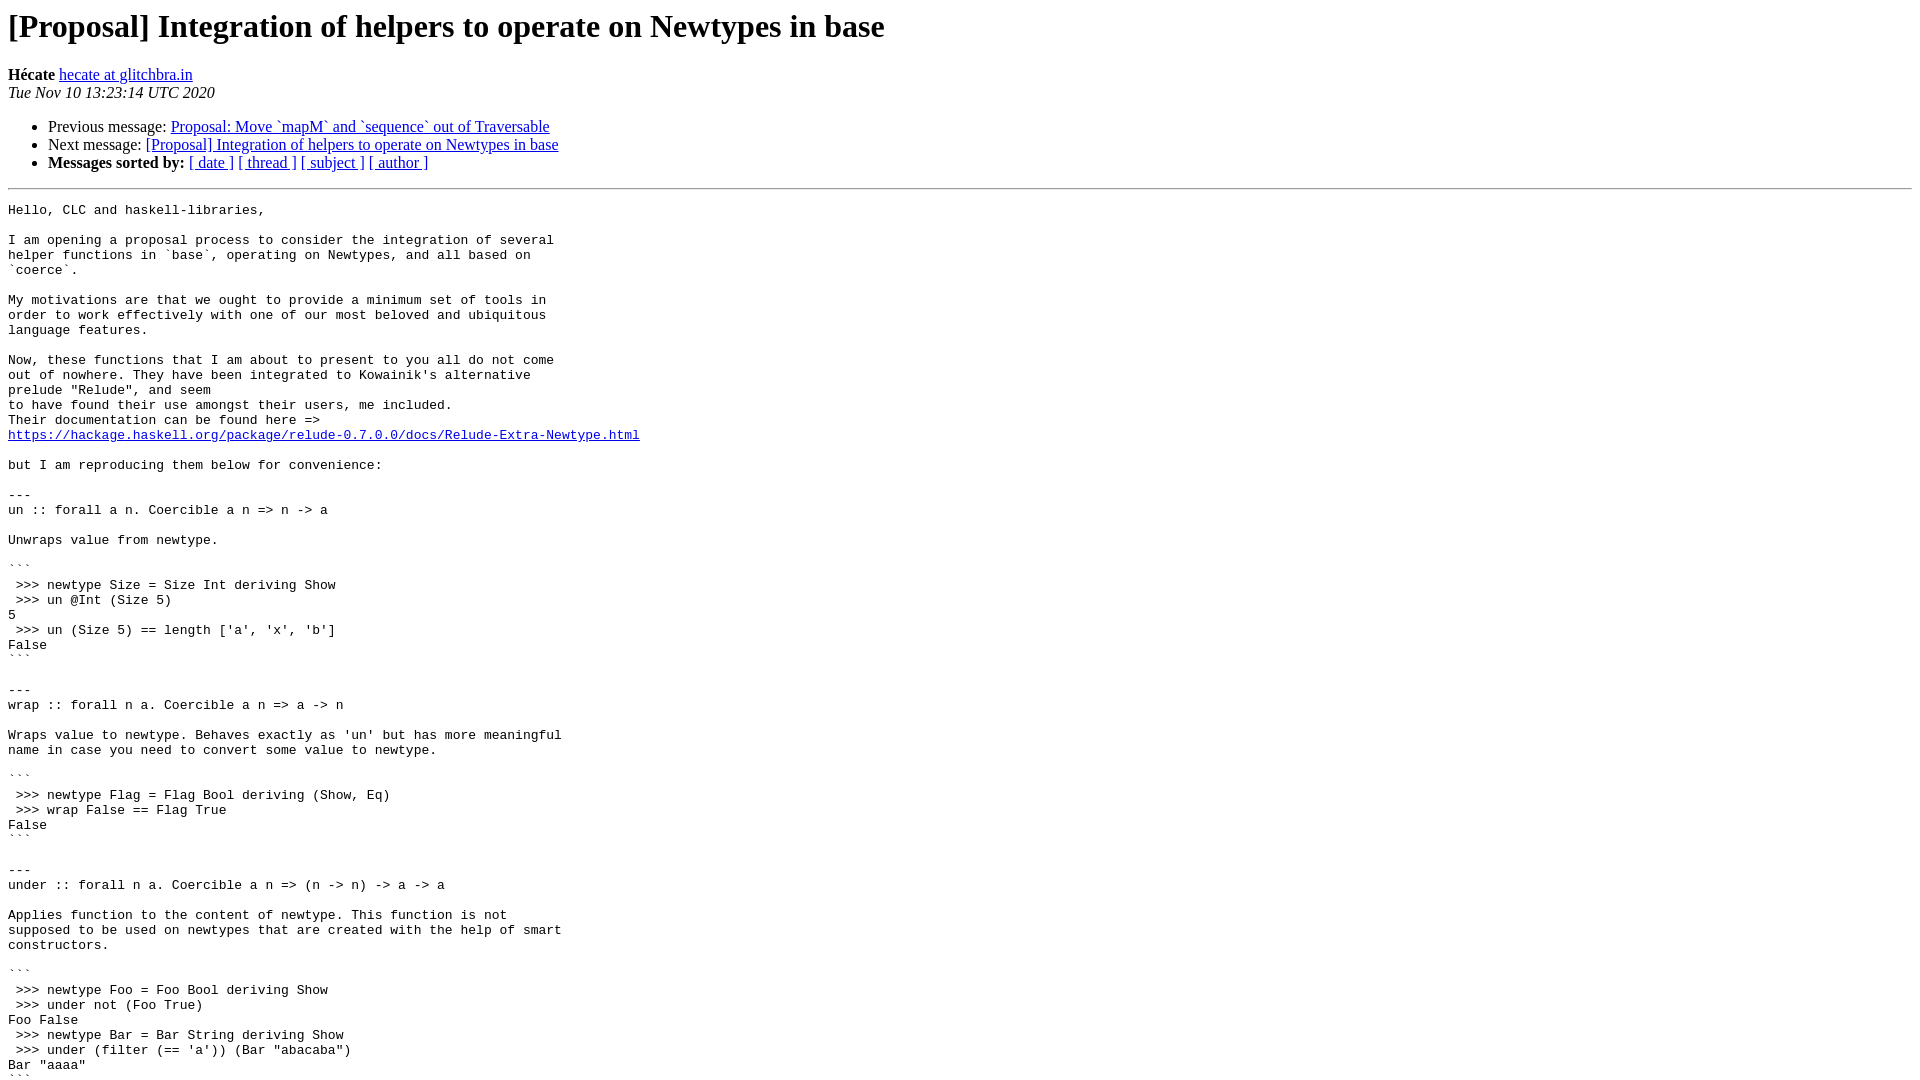 [Proposal] Integration of helpers to operate on Newtypes in base
Hécate hecate at glitchbra.in
Tue Nov 10 13:23:14 UTC 2020
Previous message: Proposal: Move `mapM` and `sequence` out of Traversable
Next message: [Proposal] Integration of helpers to operate on Newtypes in base
Messages sorted by: [ date ] [ thread ] [ subject ] [ author ]
Hello, CLC and haskell-libraries,
I am opening a proposal process to consider the integration of several
helper functions in `base`, operating on Newtypes, and all based on
`coerce`.
My motivations are that we ought to provide a minimum set of tools in
order to work effectively with one of our most beloved and ubiquitous
language features.
Now, these functions that I am about to present to you all do not come
out of nowhere. They have been integrated to Kowainik's alternative
prelude "Relude", and seem
to have found their use amongst their users, me included.
Their documentation can be found here =>
https://hackage.haskell.org/package/relude-0.7.0.0/docs/Relude-Extra-Newtype.html
but I am reproducing them below for convenience:
---
un :: forall a n. Coercible a n => n -> a
Unwraps value from newtype.
```
>>> newtype Size = Size Int deriving Show
>>> un @Int (Size 5)
5
>>> un (Size 5) == length ['a', 'x', 'b']
False
```
---
wrap :: forall n a. Coercible a n => a -> n
Wraps value to newtype. Behaves exactly as 'un' but has more meaningful
name in case you need to convert some value to newtype.
```
>>> newtype Flag = Flag Bool deriving (Show, Eq)
>>> wrap False == Flag True
False
```
---
under :: forall n a. Coercible a n => (n -> n) -> a -> a
Applies function to the content of newtype. This function is not
supposed to be used on newtypes that are created with the help of smart
constructors.
```
>>> newtype Foo = Foo Bool deriving Show
>>> under not (Foo True)
Foo False
>>> newtype Bar = Bar String deriving Show
>>> under (filter (== 'a')) (Bar "abacaba")
Bar "aaaa"
```